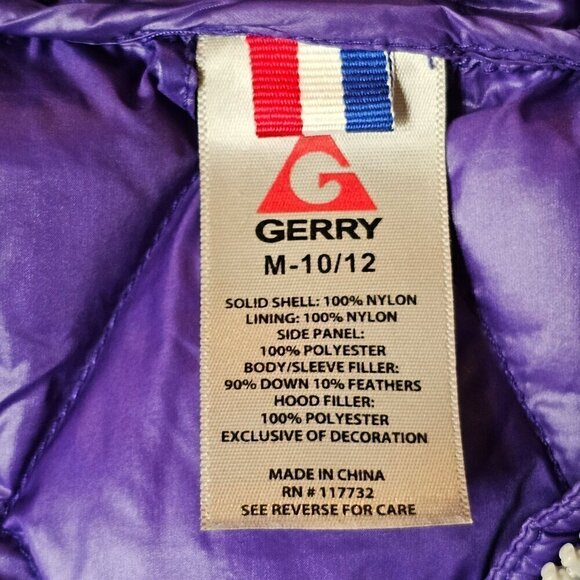 G
GERRY
M-10/12
SOLID SHELL: 100% NYLON
LINING: 100% NYLON
SIDE PANEL:
100% POLYESTER
BODY/SLEEVE FILLER:
90% DOWN 10% FEATHERS
HOOD FILLER:
100% POLYESTER
EXCLUSIVE OF DECORATION
MADE IN CHINA
RN # 117732
SEE REVERSE FOR CARE